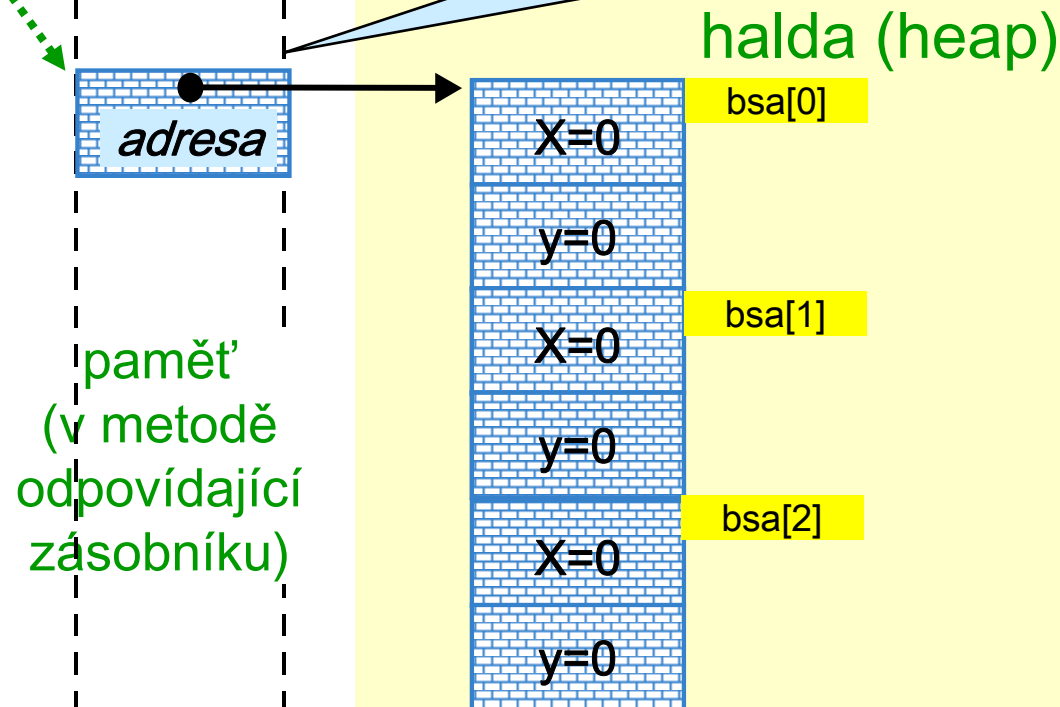 halda (heap)
adresa
bsa[0]
X=0
y=0
bsa[1]
X=0
y=0
bsa[2]
X=0
y=0
paměť
(v metodě
odpovídající
zásobníku)